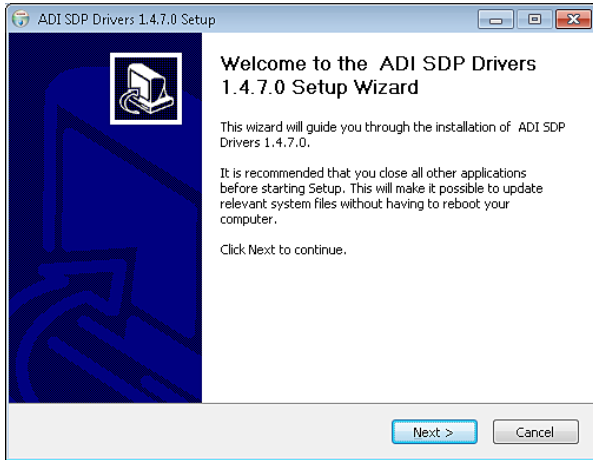 ADI SDP Drivers 1.4.7.0 Setup
Welcome to the ADI SDP Drivers
1.4.7.0 Setup Wizard
This wizard will guide you through the installation of ADI SDP
Drivers 1.4.7.0.
It is recommended that you close all other applications
before starting Setup. This will make it possible to update
relevant system files without having to reboot your
computer.
Click Next to continue.
Next >
Cancel